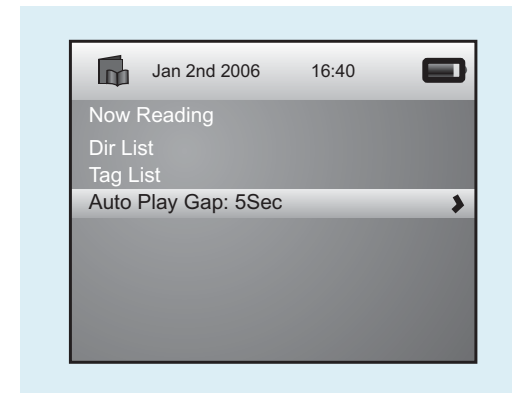 Jan 2nd 2006 16:40
Now Reading
Dir List
Tag List
Auto Play Gap: 5Sec